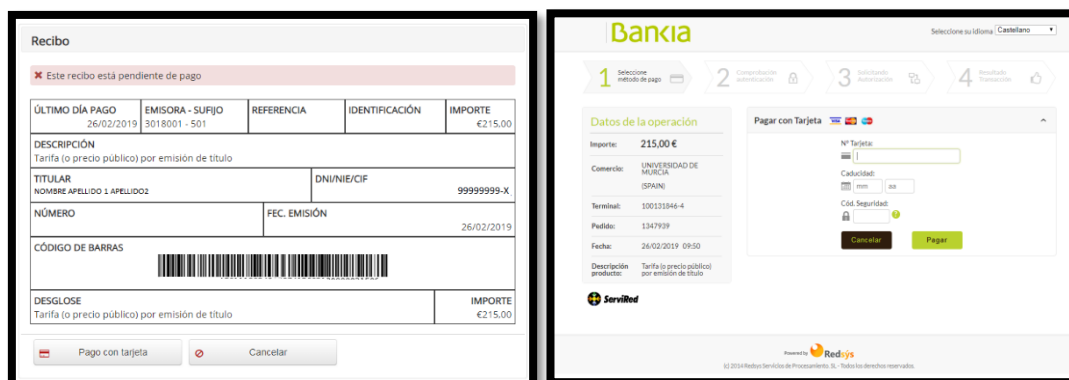 Recibo
✖ Este recibo está pendiente de pago
ÚLTIMO DÍA PAGO EMISORA - SUFIJO REFERENCIA IDENTIFICACIÓN IMPORTE
26/02/2019 3018001 - 501 €215.00
DESCRIPCIÓN
Tarifa (o precio público) por emisión de título
TITULAR DNI/NIE/CIF
NOMBRE APELLIDO 1 APELLIDO2 99999999-X
NÚMERO FEC. EMISIÓN
26/02/2019
CÓDIGO DE BARRAS
DESGLOSE IMPORTE
Tarifa (o precio público) por emisión de título €215.00
Pago con tarjeta Cancelar
Bankia
Seleccione su idioma Castellano
1 Seleccione método de pago
2 Comprobación autenticación
3 Solicitando Autorización
4 Resultado Transacción
Datos de la operación
Importe: 215,00 €
Comercio: UNIVERSIDAD DE
MURCIA
(SPAIN)
Terminal: 100131846-4
Pedido: 1347939
Fecha: 26/02/2019 09:50
Descripción producto: Tarifa (o precio público)
por emisión de título
ServiRed
Pagar con Tarjeta
Nº Tarjeta:
Caducidad:
mm aa
Cód. Seguridad:
Cancelar Pagar
Powered by Redsýs
(c) 2014 Redsys Servicios de Procesamiento, SL - Todos los derechos reservados.